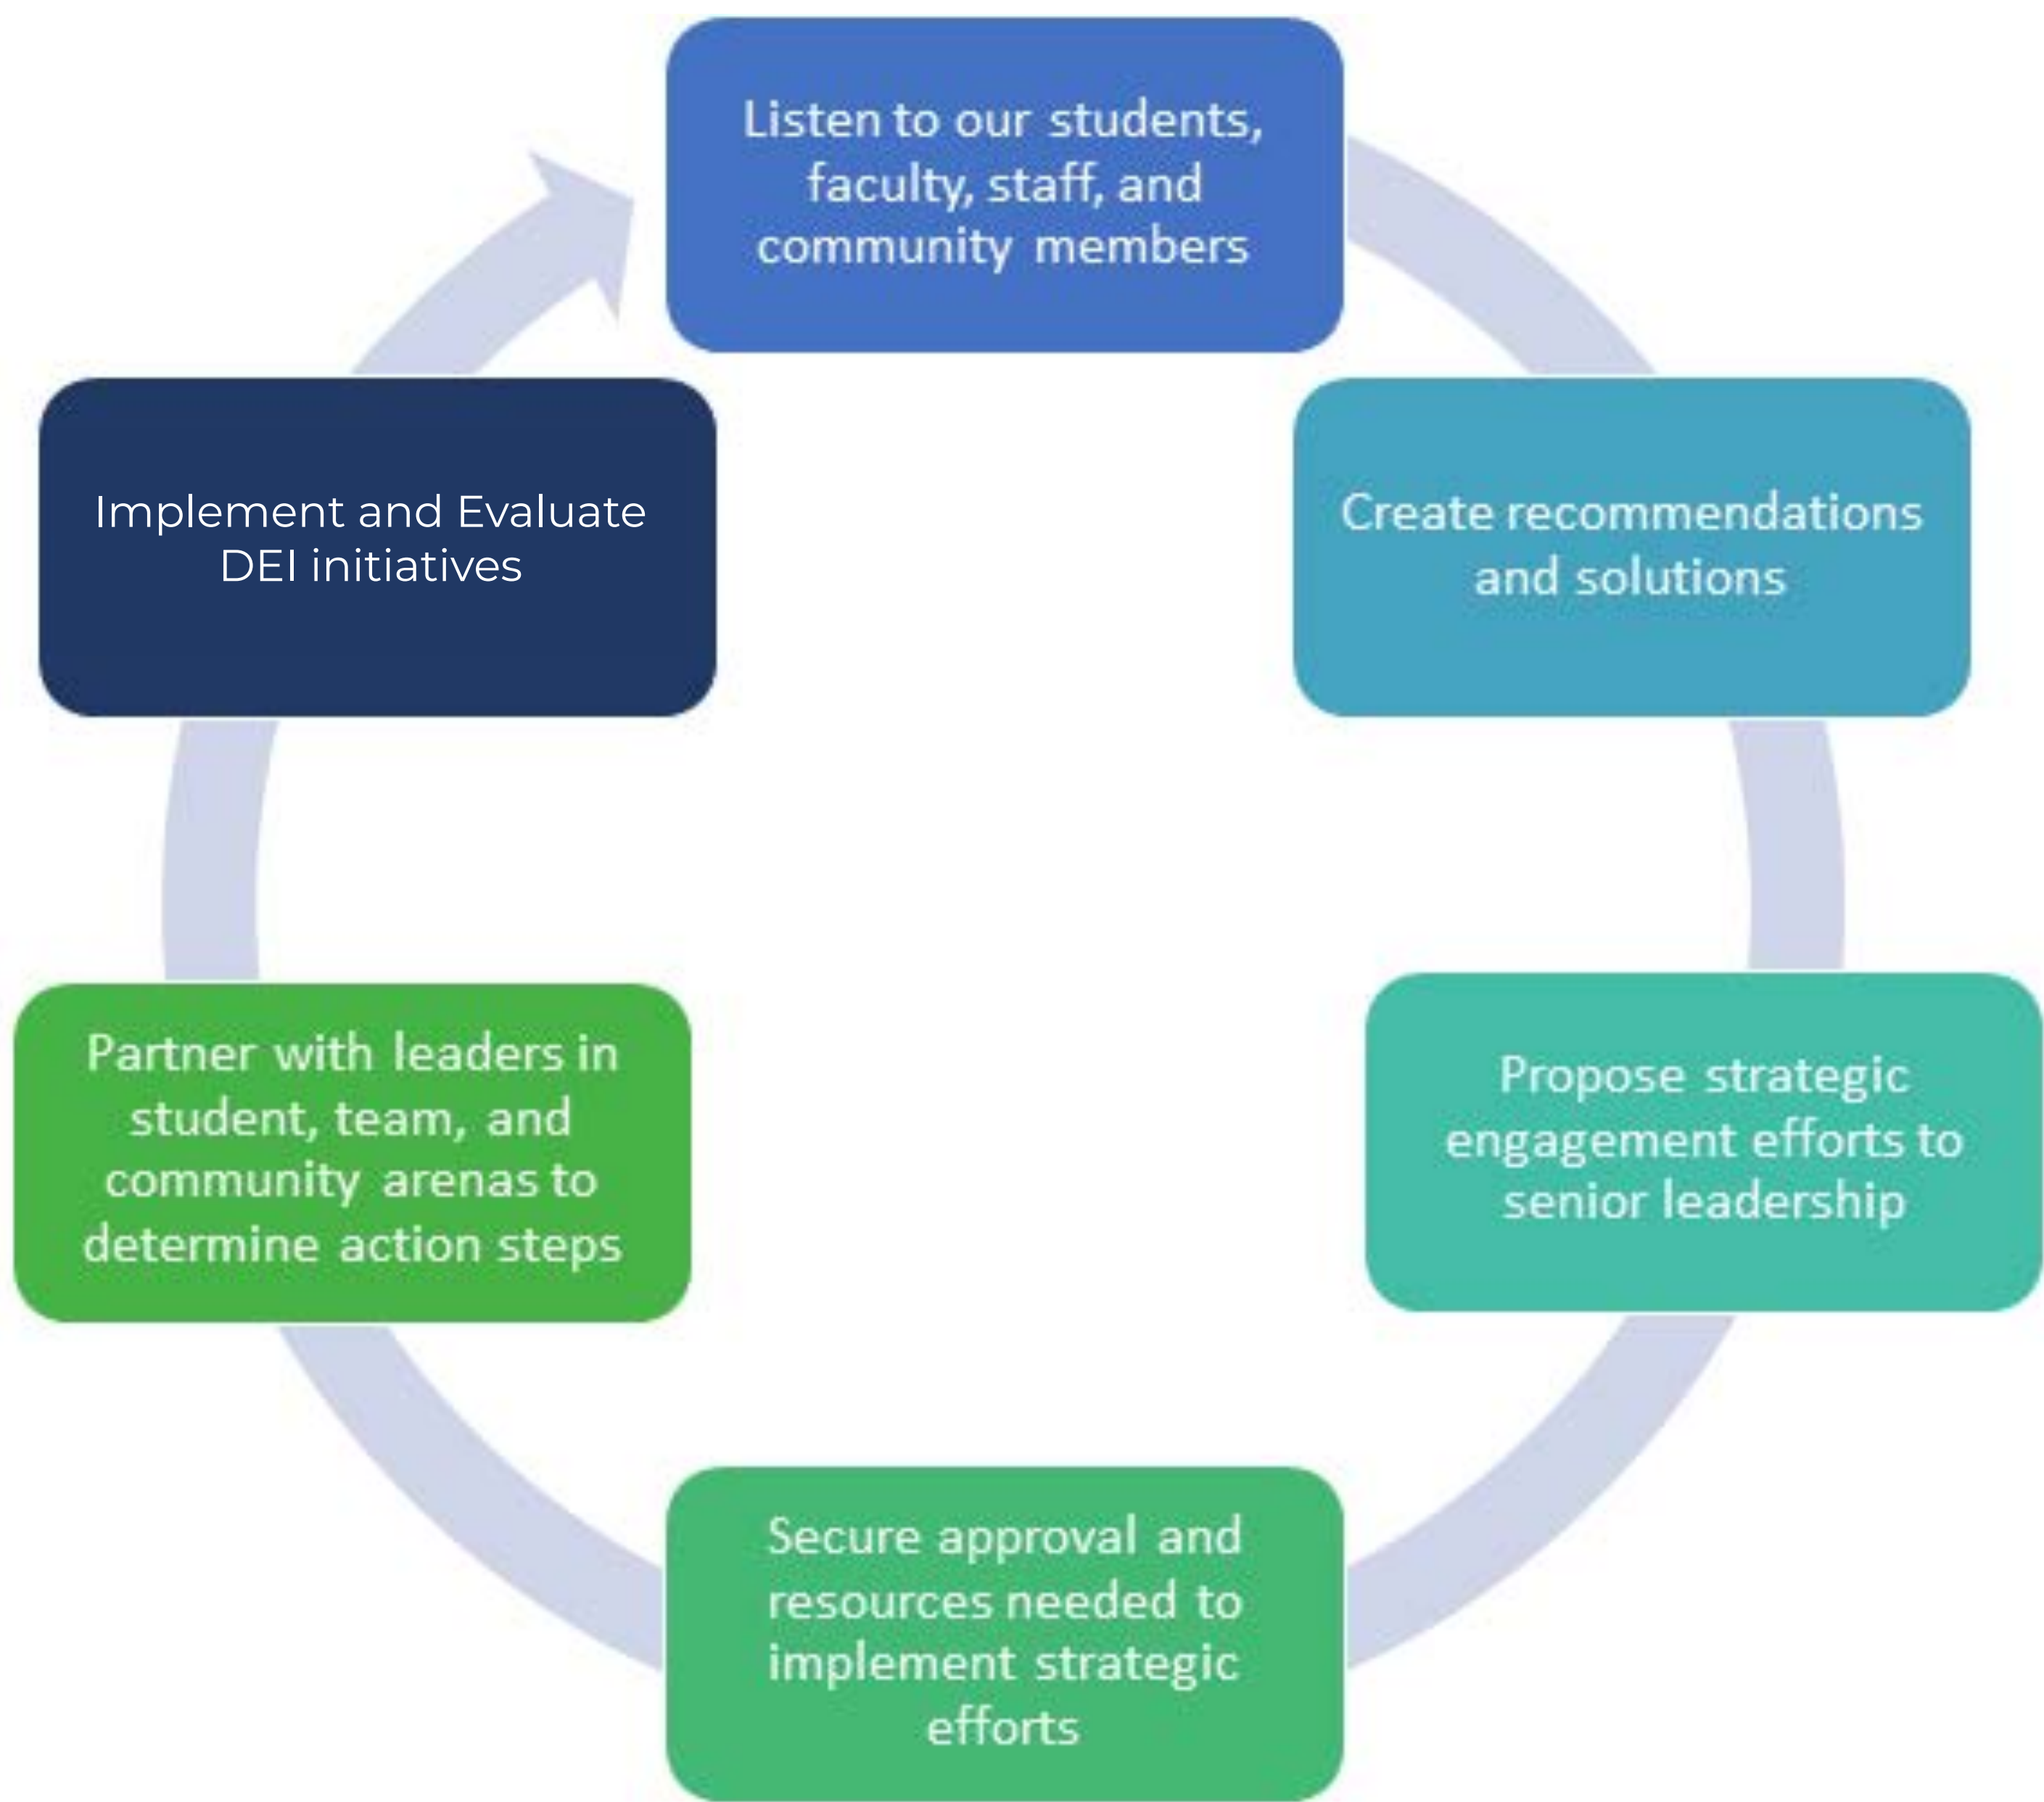 Listen to our students,
faculty, staff, and
community members
Create recommendations
and solutions
Propose strategic
engagement efforts to
senior leadership
Secure approval and
resources needed to
implement strategic
efforts
Partner with leaders in
student, team, and
community arenas to
determine action steps
Implement and Evaluate
DEI initiatives